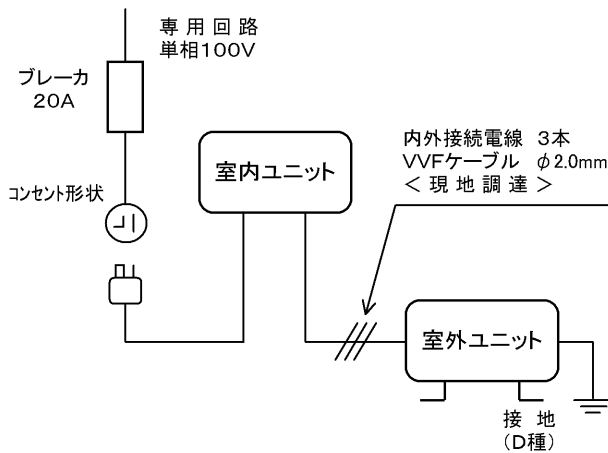 専用回路
単相100V
ブレーカ
20A
コンセント形状
室内ユニット
内外接続電線 3本
VVFケーブル φ2.0mm
<現地調達>
室外ユニット
接地
(D種)